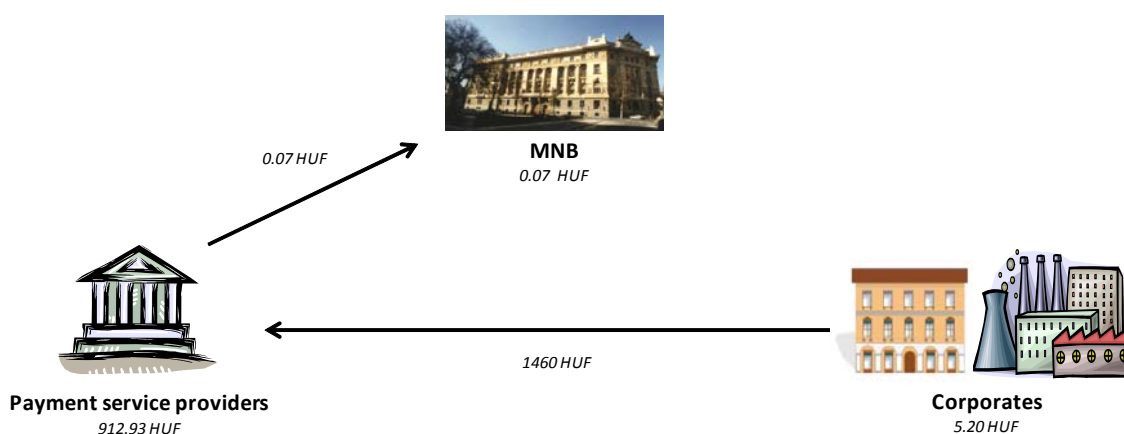 0.07 HUF
MNB
0.07 HUF
1460 HUF
Payment service providers
912.93 HUF
Corporates
5.20 HUF